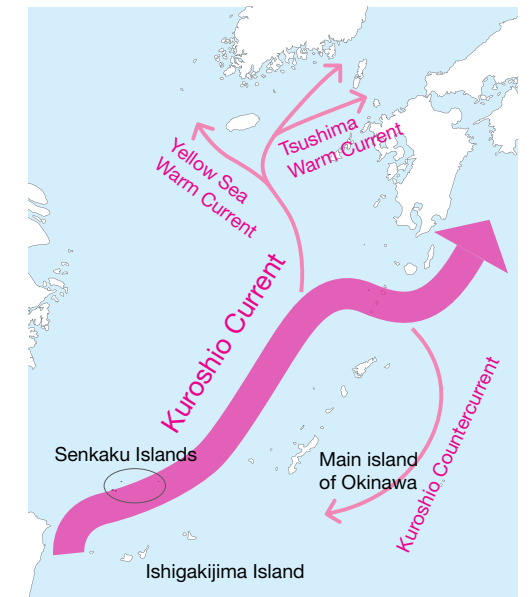 Tsushima
Warm Current
Yellow Sea
Warm Current
Kuroshio Current
Senkaku Islands
Main island
of Okinawa
Kuroshio Countercurrent
Ishigakijima Island